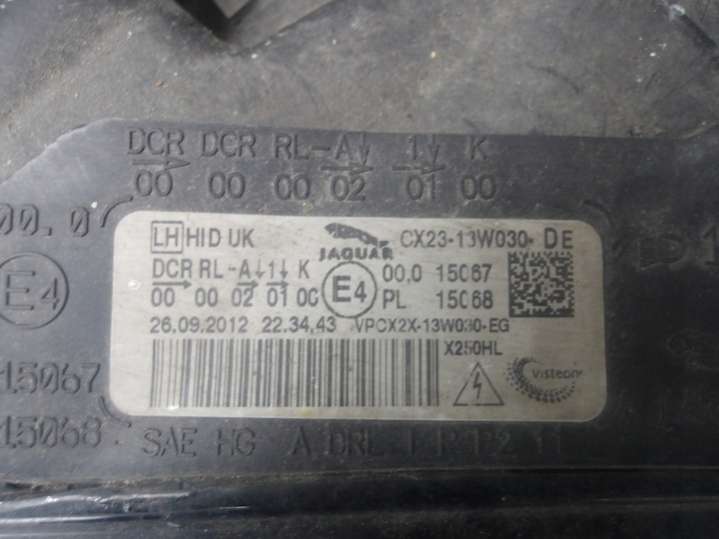 DCR DCR RL-A↓ 1↓ K
00 00 00 02 01 00
00.0
LH HID UK
JAGUAR
CX23-13W030- DE
DCR RL-A↓1↓ K
00 00 02 01 00
E4
00,0 15067
PL 15068
26.09.2012 22.34,43 VPCX2X-13W030-EG
X250HL
Visteon
E4
15067
15068
SAE HG A DRL